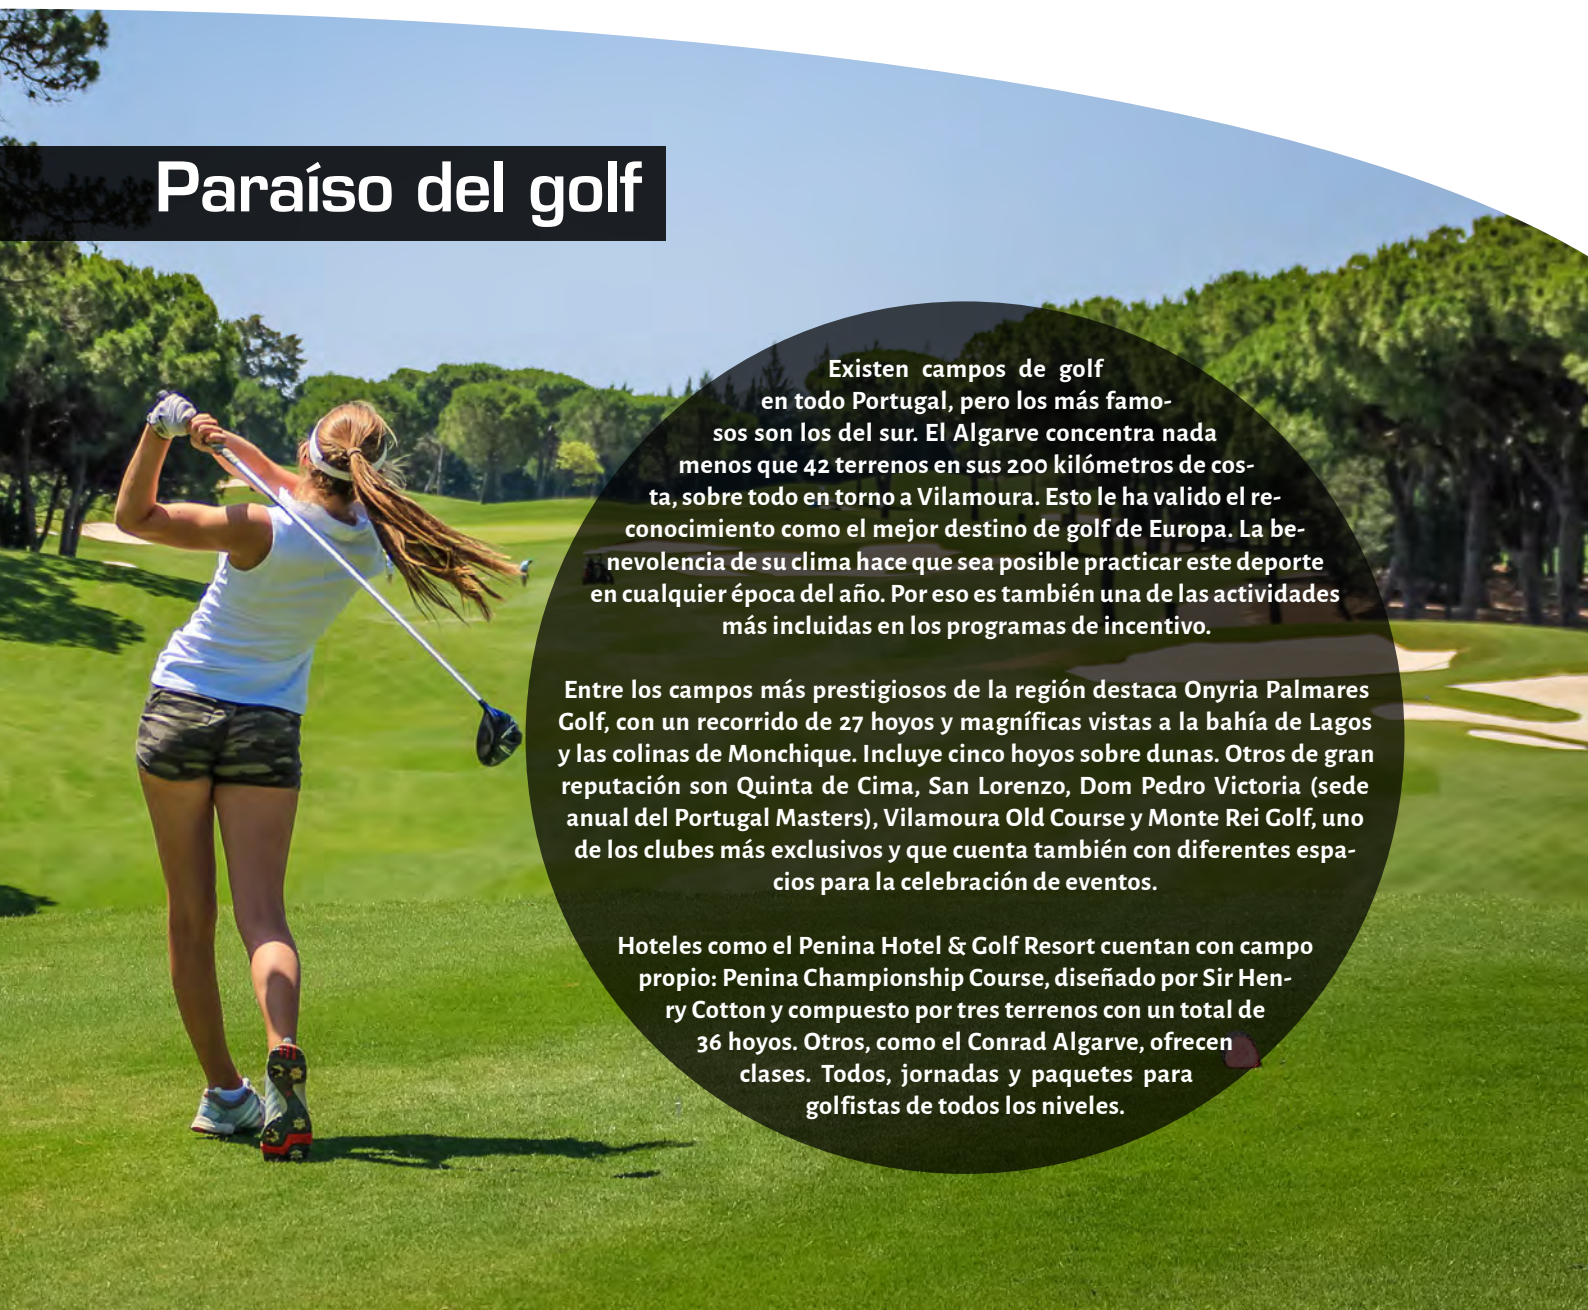 Paraíso del golf
Existen campos de golf
en todo Portugal, pero los más famo-
sos son los del sur. El Algarve concentra nada
menos que 42 terrenos en sus 200 kilómetros de cos-
ta, sobre todo en torno a Vilamoura. Esto le ha valido el re-
conocimiento como el mejor destino de golf de Europa. La be-
nevolencia de su clima hace que sea posible practicar este deporte
en cualquier época del año. Por eso es también una de las actividades
más incluidas en los programas de incentivo.
Entre los campos más prestigiosos de la región destaca Onyria Palmares
Golf, con un recorrido de 27 hoyos y magníficas vistas a la bahía de Lagos
y las colinas de Monchique. Incluye cinco hoyos sobre dunas. Otros de gran
reputación son Quinta de Cima, San Lorenzo, Dom Pedro Victoria (sede
anual del Portugal Masters), Vilamoura Old Course y Monte Rei Golf, uno
de los clubes más exclusivos y que cuenta también con diferentes espa-
cios para la celebración de eventos.
Hoteles como el Penina Hotel & Golf Resort cuentan con campo
propio: Penina Championship Course, diseñado por Sir Hen-
ry Cotton y compuesto por tres terrenos con un total de
36 hoyos. Otros, como el Conrad Algarve, ofrecen
clases. Todos, jornadas y paquetes para
golfistas de todos los niveles.